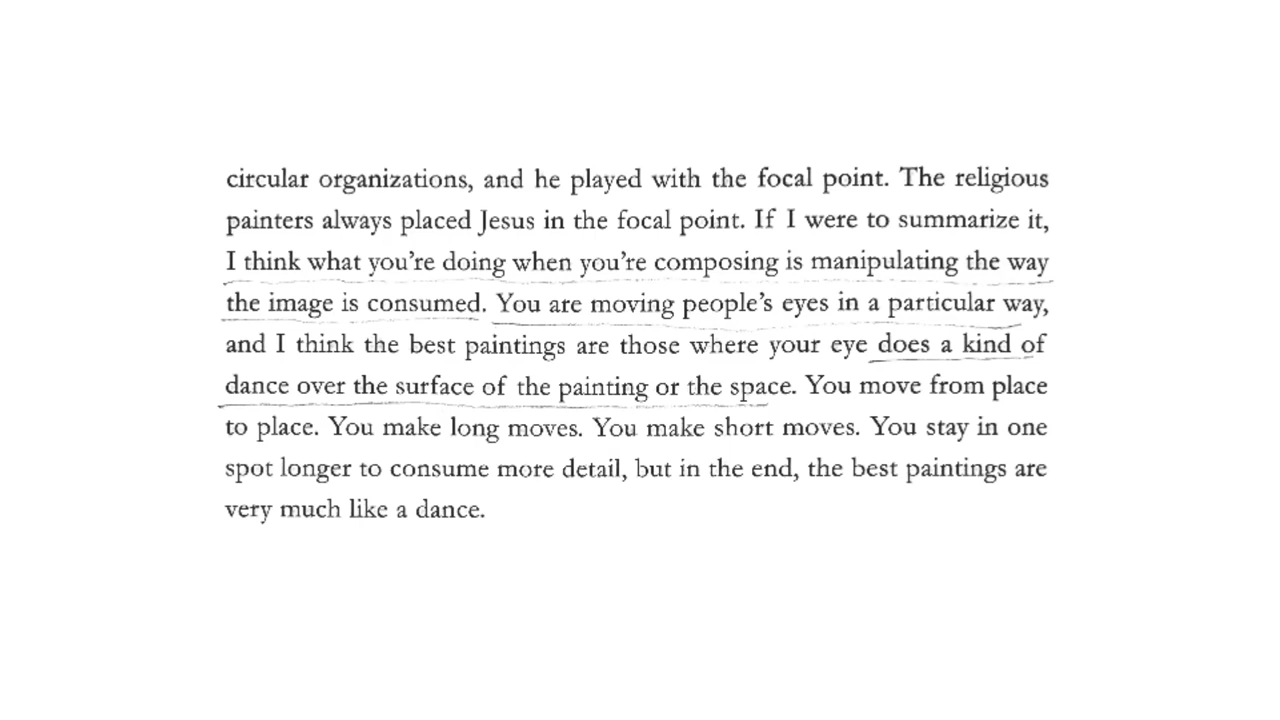 circular organizations, and he played with the focal point. The religious
painters always placed Jesus in the focal point. If I were to summarize it,
I think what you’re doing when you’re composing is manipulating the way
the image is consumed. You are moving people’s eyes in a particular way,
and I think the best paintings are those where your eye does a kind of
dance over the surface of the painting or the space. You move from place
to place. You make long moves. You make short moves. You stay in one
spot longer to consume more detail, but in the end, the best paintings are
very much like a dance.